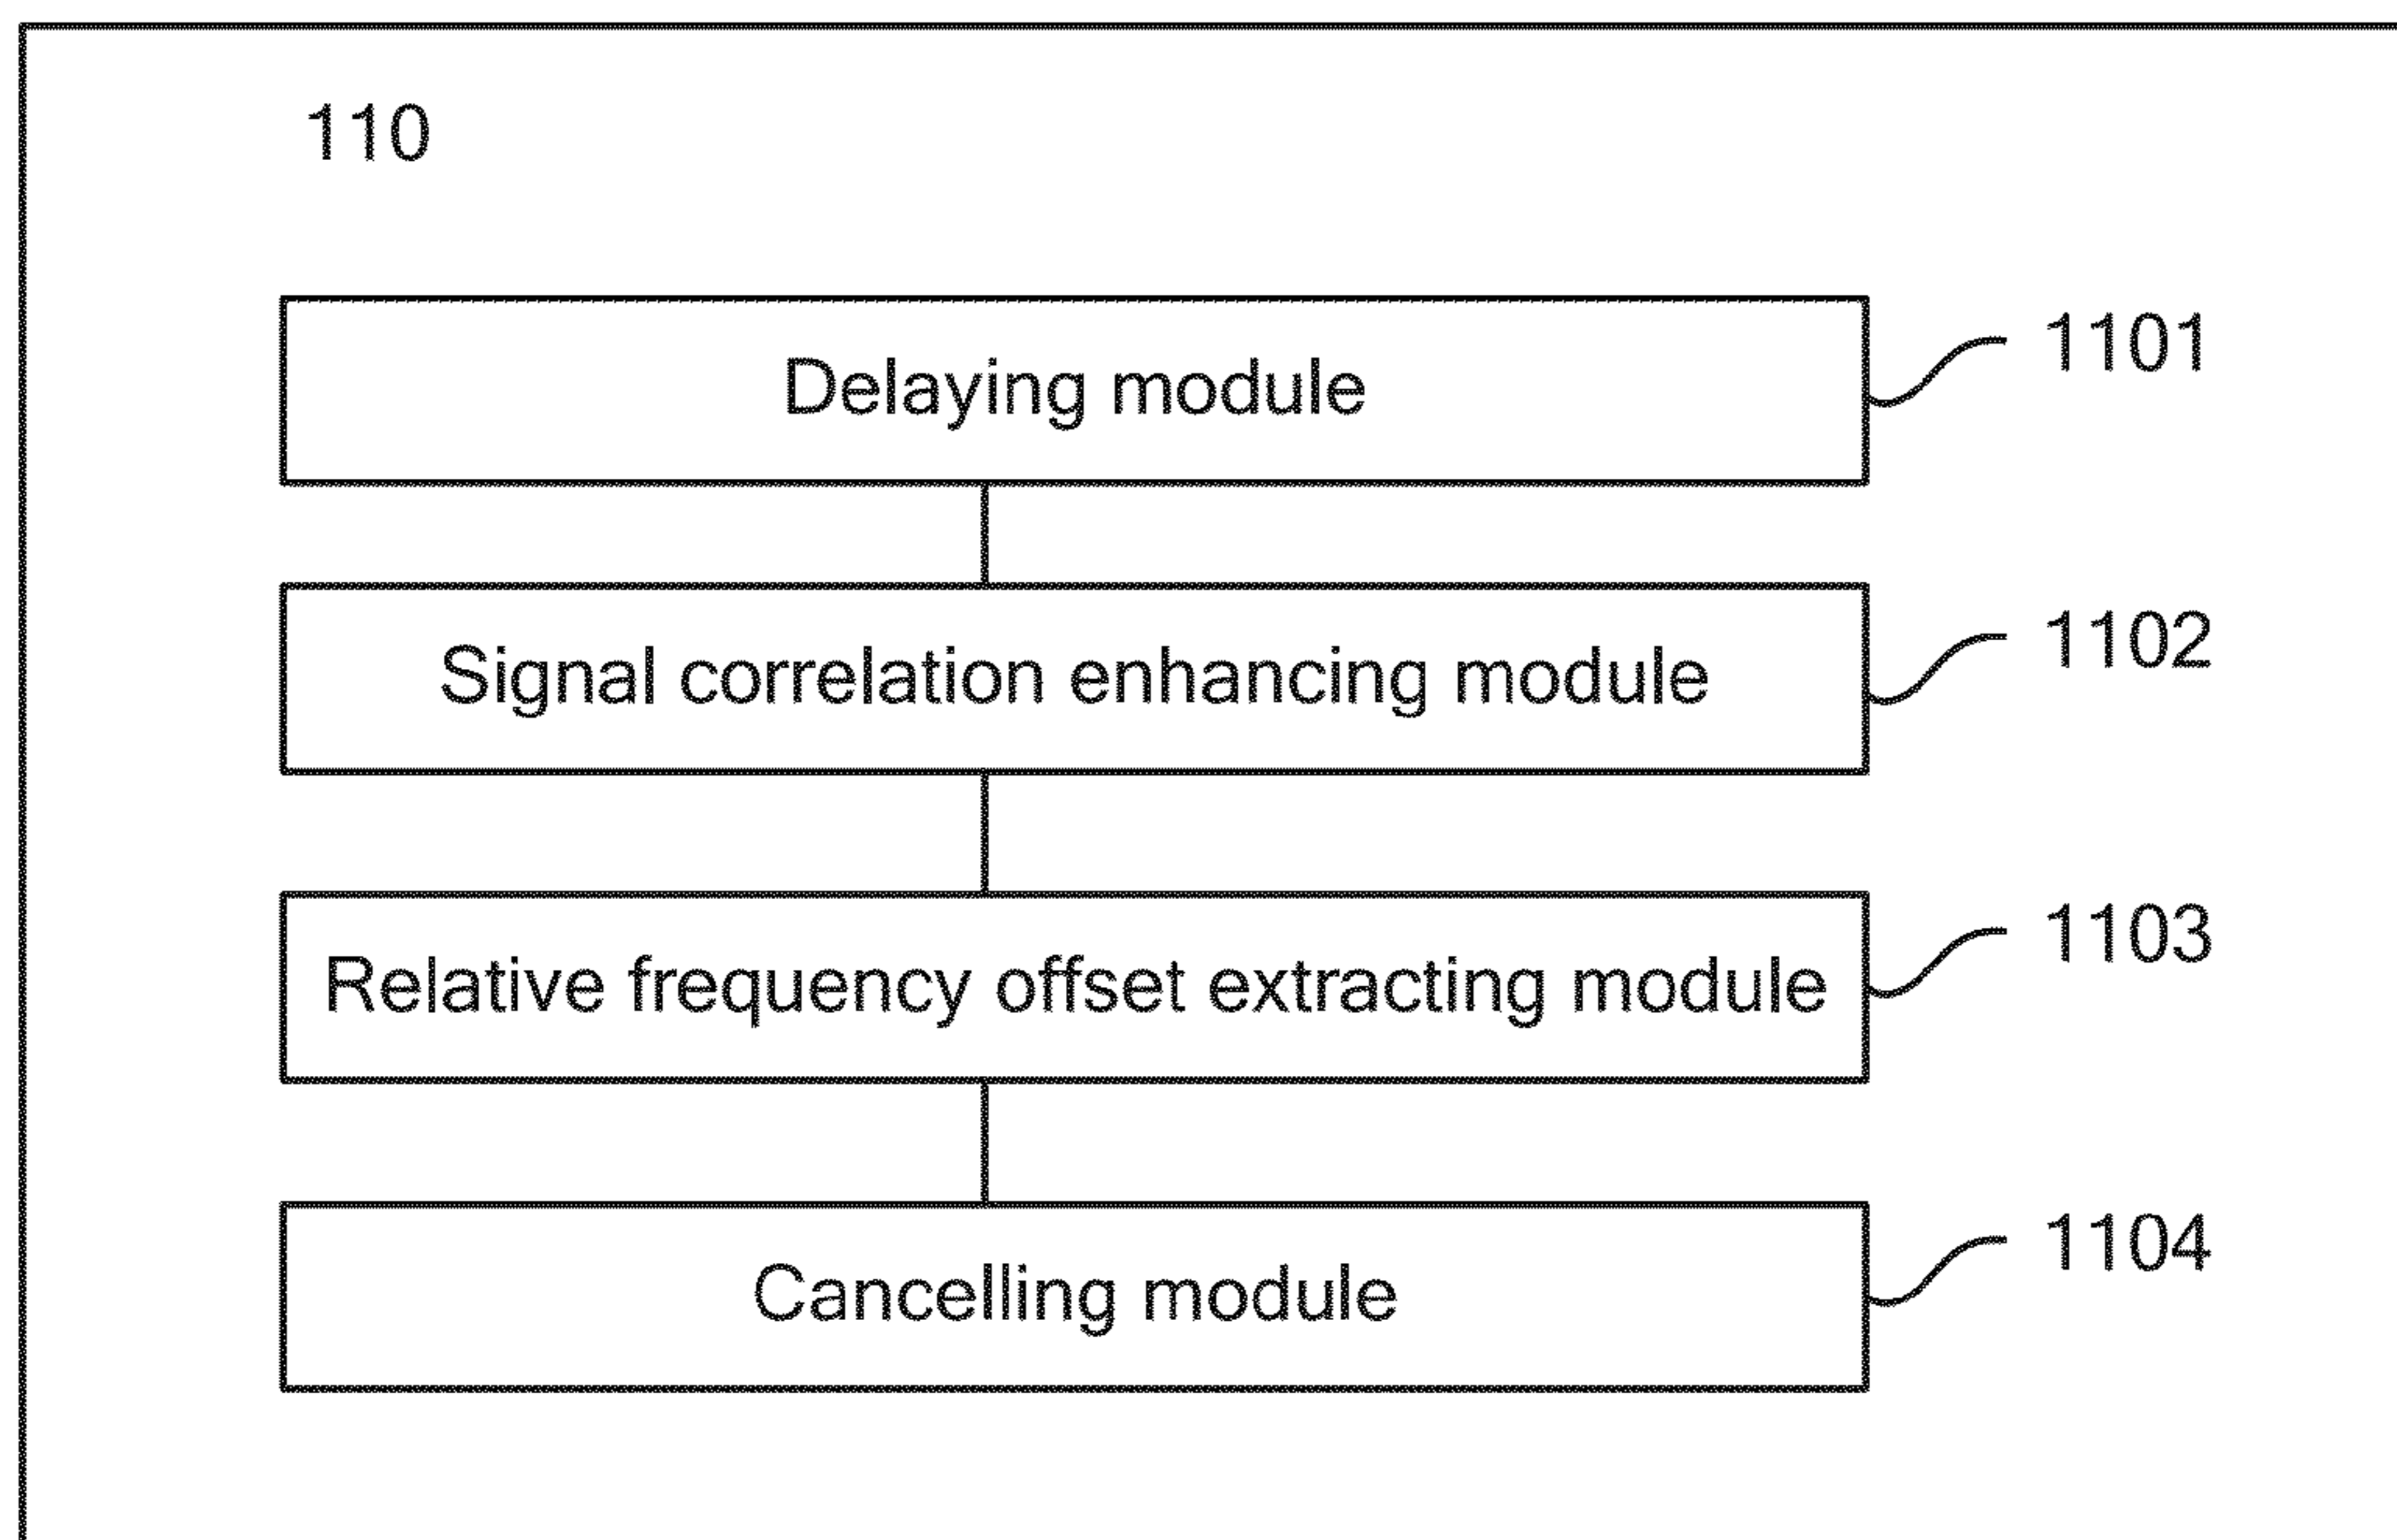 110
Delaying module
1101
Signal correlation enhancing module
1102
Relative frequency offset extracting module
1103
Cancelling module
1104